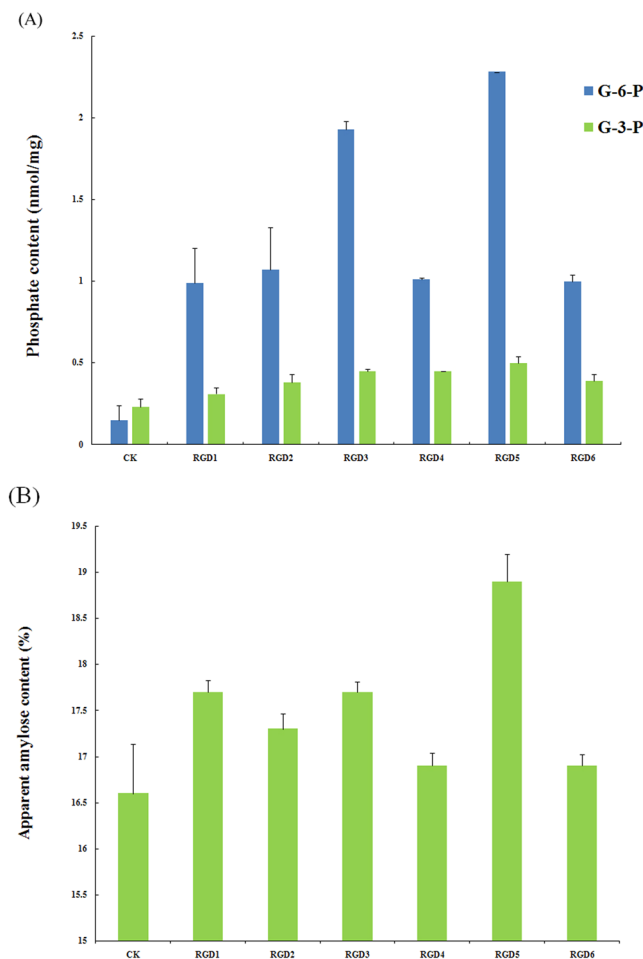 (A)
Phosphate content (nmol/mg)
2.5
2
1.5
1
0.5
0
G-6-P
G-3-P
CK RGD1 RGD2 RGD3 RGD4 RGD5 RGD6
(B)
Apparent amylose content (%)
19.5
19
18.5
18
17.5
17
16.5
16
15.5
15
CK RGD1 RGD2 RGD3 RGD4 RGD5 RGD6